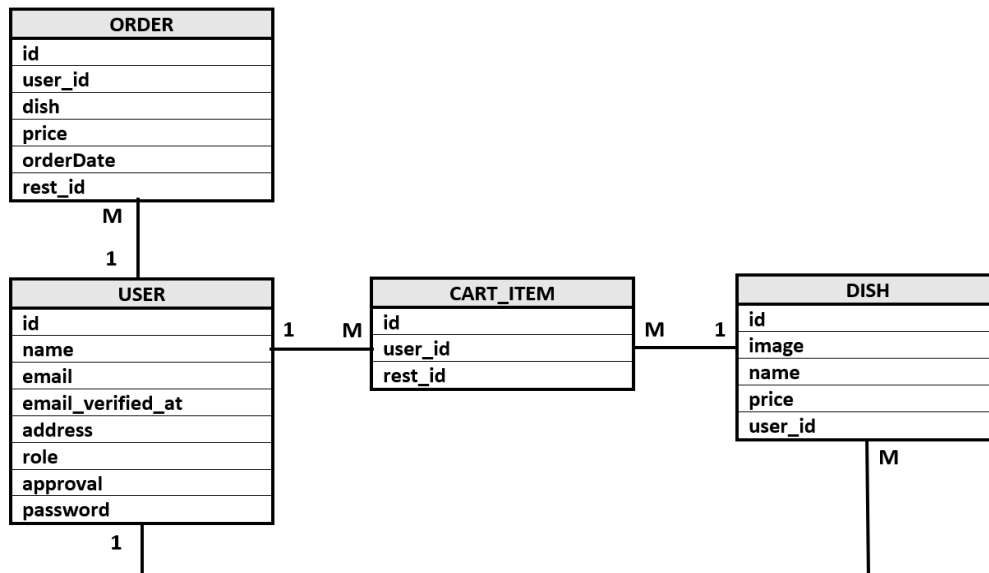 ORDER
id
user_id
dish
price
orderDate
rest_id
M
1
USER
id
name
email
email_verified_at
address
role
approval
password
1
1
M
CART_ITEM
id
user_id
rest_id
M
1
DISH
id
image
name
price
user_id
M